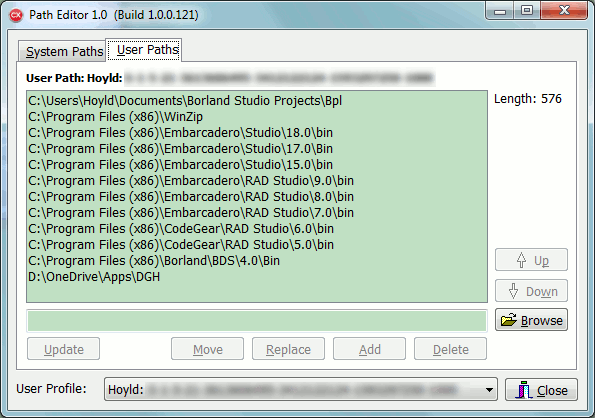 Path Editor 1.0 (Build 1.0.0.121)
System Paths User Paths
User Path: Hoyld:
C:\Users\Hoyld\Documents\Borland Studio Projects\Bpl
Length: 576
C:\Program Files (x86)\WinZip
C:\Program Files (x86)\Embarcadero\Studio\18.0\bin
C:\Program Files (x86)\Embarcadero\Studio\17.0\Bin
C:\Program Files (x86)\Embarcadero\Studio\15.0\bin
C:\Program Files (x86)\Embarcadero\RAD Studio\9.0\bin
C:\Program Files (x86)\Embarcadero\RAD Studio\8.0\bin
C:\Program Files (x86)\Embarcadero\RAD Studio\7.0\bin
C:\Program Files (x86)\CodeGear\RAD Studio\6.0\bin
C:\Program Files (x86)\CodeGear\RAD Studio\5.0\bin
C:\Program Files (x86)\Borland\BDS\4.0\Bin
D:\OneDrive\Apps\DGH
Up
Down
Browse
Update Move Replace Add Delete
User Profile: Hoyld: Close